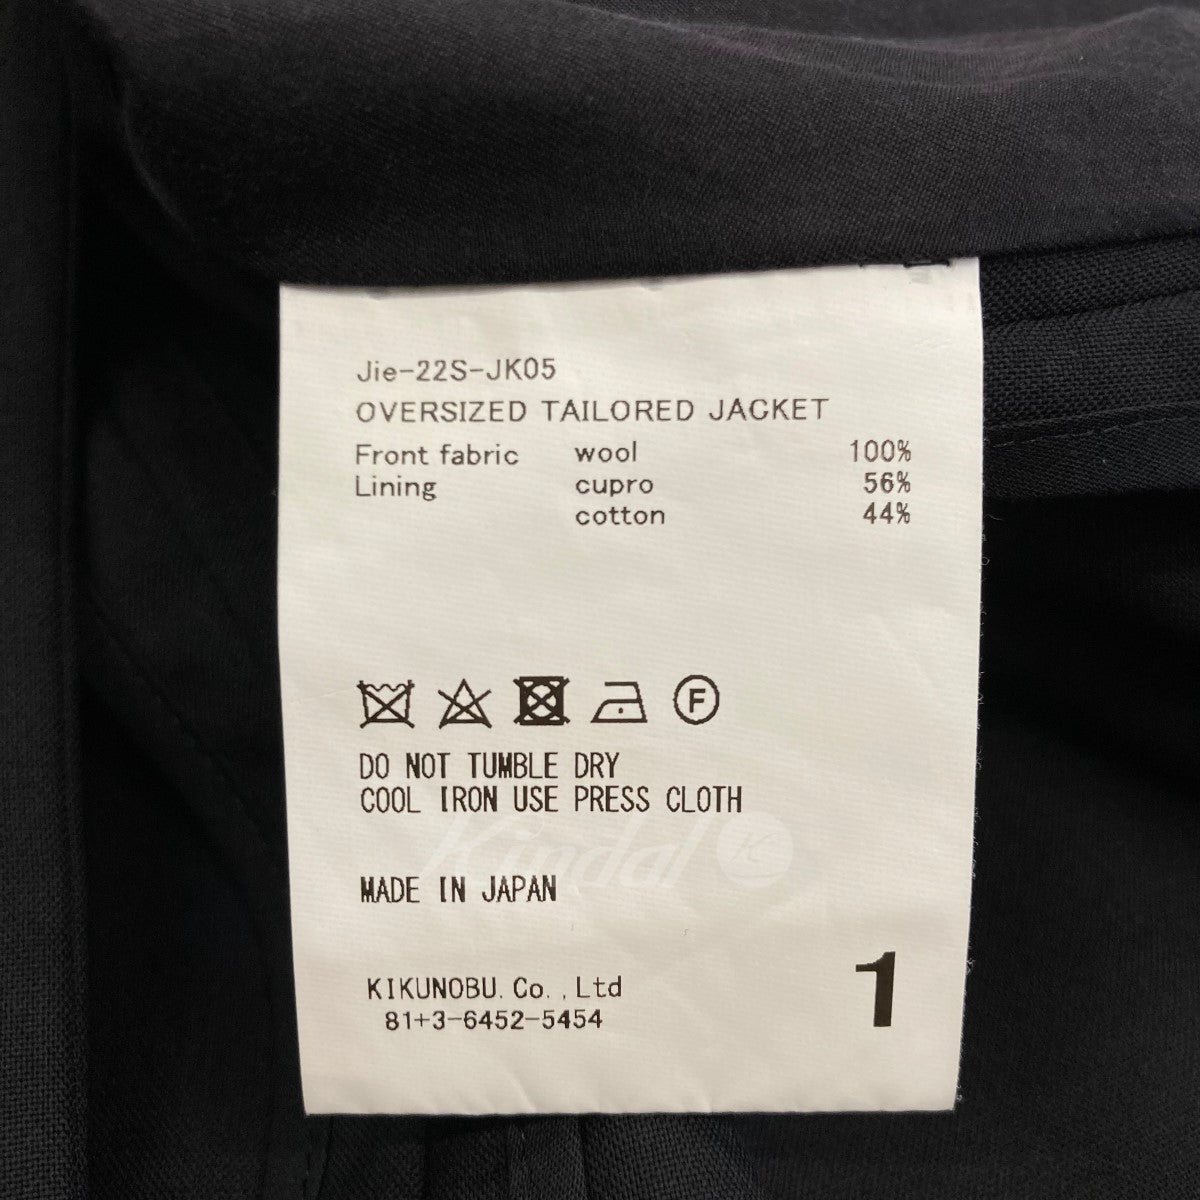 Jie-22S-JK05
OVERSIZED TAILORED JACKET
Front fabric wool 100%
Lining cupro 56%
cotton 44%
F
DO NOT TUMBLE DRY
COOL IRON USE PRESS CLOTH
Kindal K
MADE IN JAPAN
1
KIKUNOBU.Co.,Ltd
81+3-6452-5454